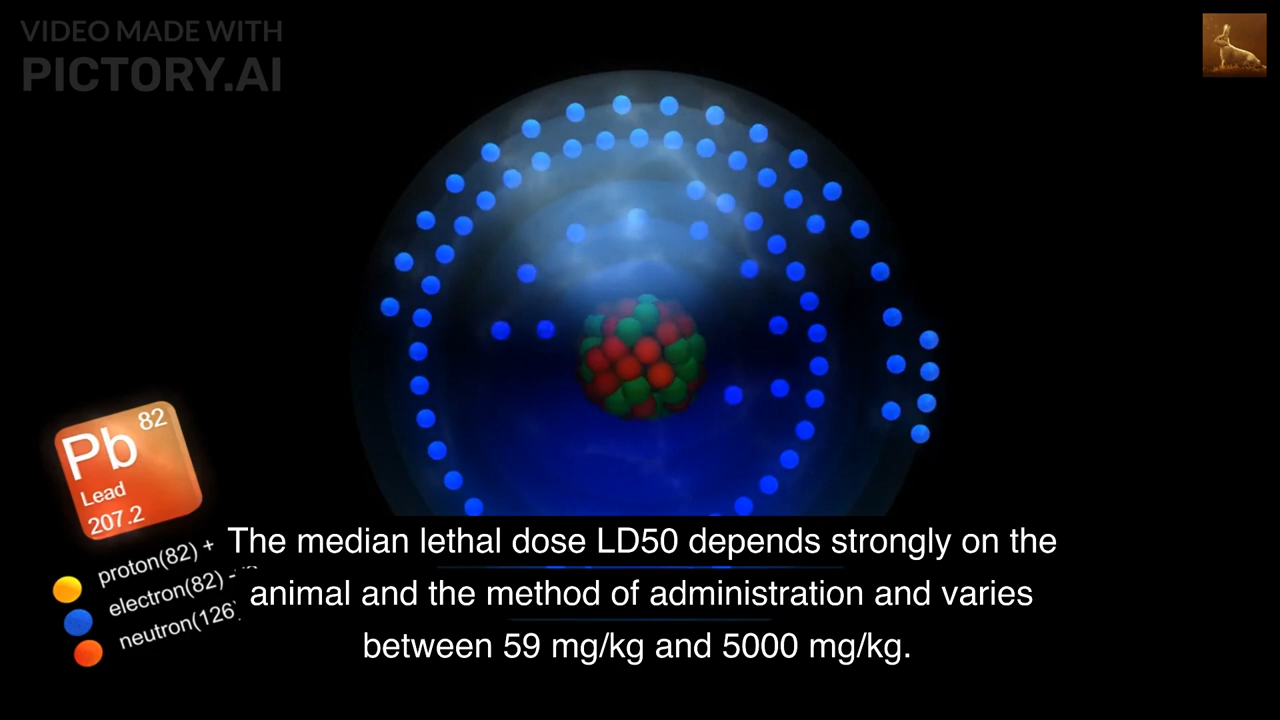 VIDEO MADE WITH
PICTORY.AI
82
Pb
Lead
207.2
proton(82) +
electron(82) -
neutron(126)
The median lethal dose LD50 depends strongly on the
animal and the method of administration and varies
between 59 mg/kg and 5000 mg/kg.